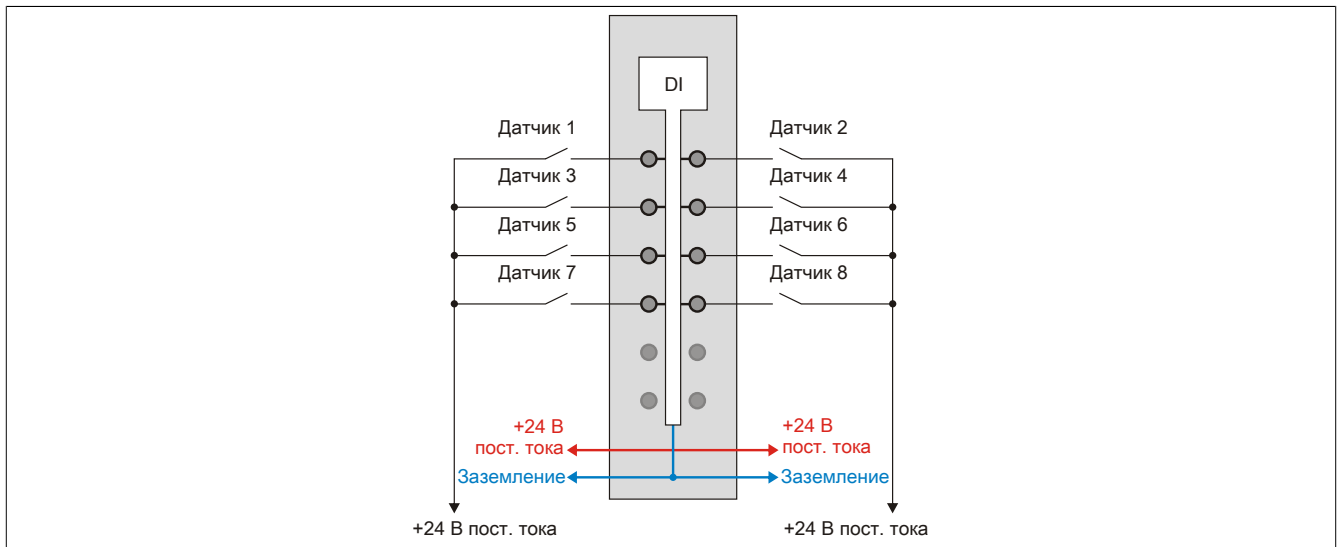 DI
Датчик 1
Датчик 2
Датчик 3
Датчик 4
Датчик 5
Датчик 6
Датчик 7
Датчик 8
+24 В
пост. тока
+24 В
пост. тока
Заземление
Заземление
+24 В пост. тока
+24 В пост. тока